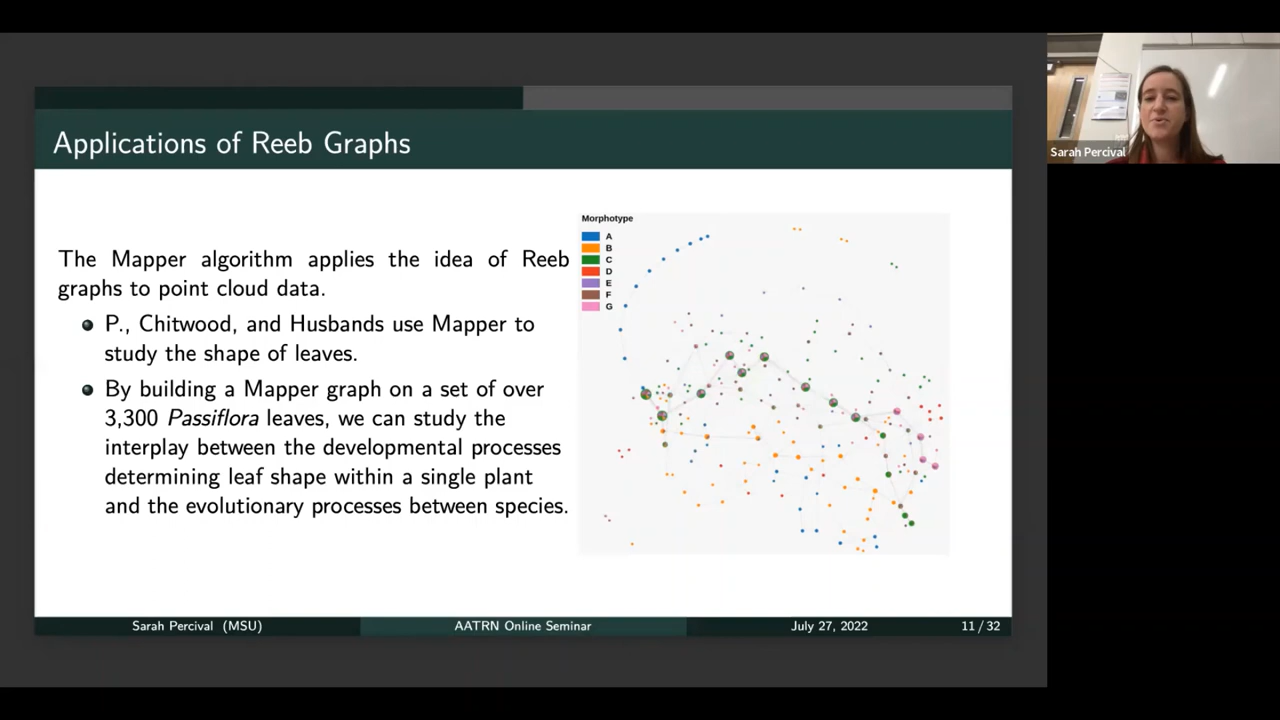 Applications of Reeb Graphs
The Mapper algorithm applies the idea of Reeb
graphs to point cloud data.
P., Chitwood, and Husbands use Mapper to
study the shape of leaves.
By building a Mapper graph on a set of over
3,300 Passiflora leaves, we can study the
interplay between the developmental processes
determining leaf shape within a single plant
and the evolutionary processes between species.
Morphotype
A
B
C
D
E
F
G
Sarah Percival (MSU)
AATRN Online Seminar
July 27, 2022
11 / 32
Sarah Percival